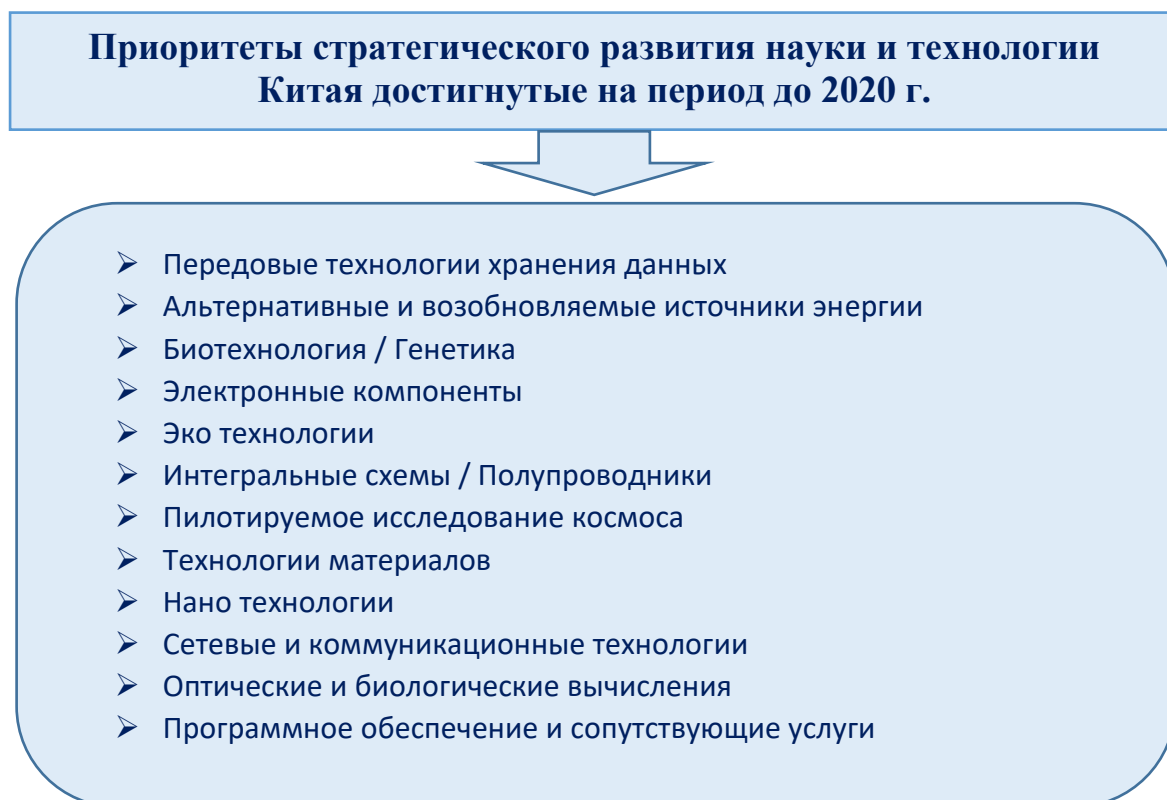 Приоритеты стратегического развития науки и технологии
Китая достигнутые на период до 2020 г.
➢ Передовые технологии хранения данных
➢ Альтернативные и возобновляемые источники энергии
➢ Биотехнология / Генетика
➢ Электронные компоненты
➢ Эко технологии
➢ Интегральные схемы / Полупроводники
➢ Пилотируемое исследование космоса
➢ Технологии материалов
➢ Нано технологии
➢ Сетевые и коммуникационные технологии
➢ Оптические и биологические вычисления
➢ Программное обеспечение и сопутствующие услуги